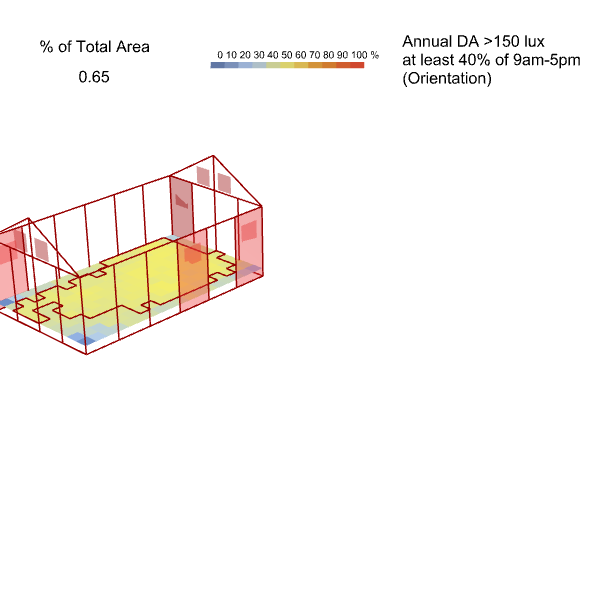 % of Total Area
0.65
0 10 20 30 40 50 60 70 80 90 100 %
Annual DA >150 lux
at least 40% of 9am-5pm
(Orientation)